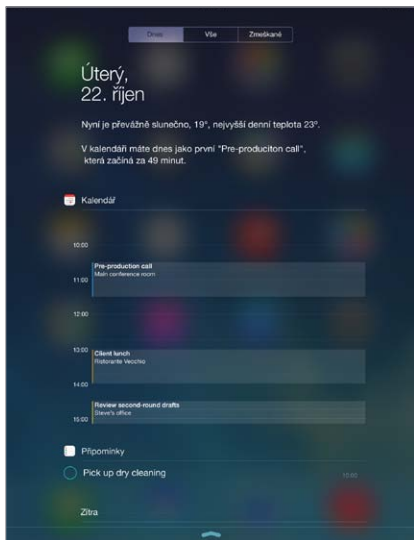 Dnes Vše Zmeškané
Úterý,
22. říjen
Nyní je převážně slunečno, 19°, nejvyšší denní teplota 23°.
V kalendáři máte dnes jako první "Pre-produciton call",
která začíná za 49 minut.
Kalendář
10:00
Pre-production call
Main conference room
11:00
12:00
13:00
Client lunch
Ristorante Vecchio
14:00
Review second-round drafts
Steve's office
15:00
Připomínky
Pick up dry cleaning
Zítra